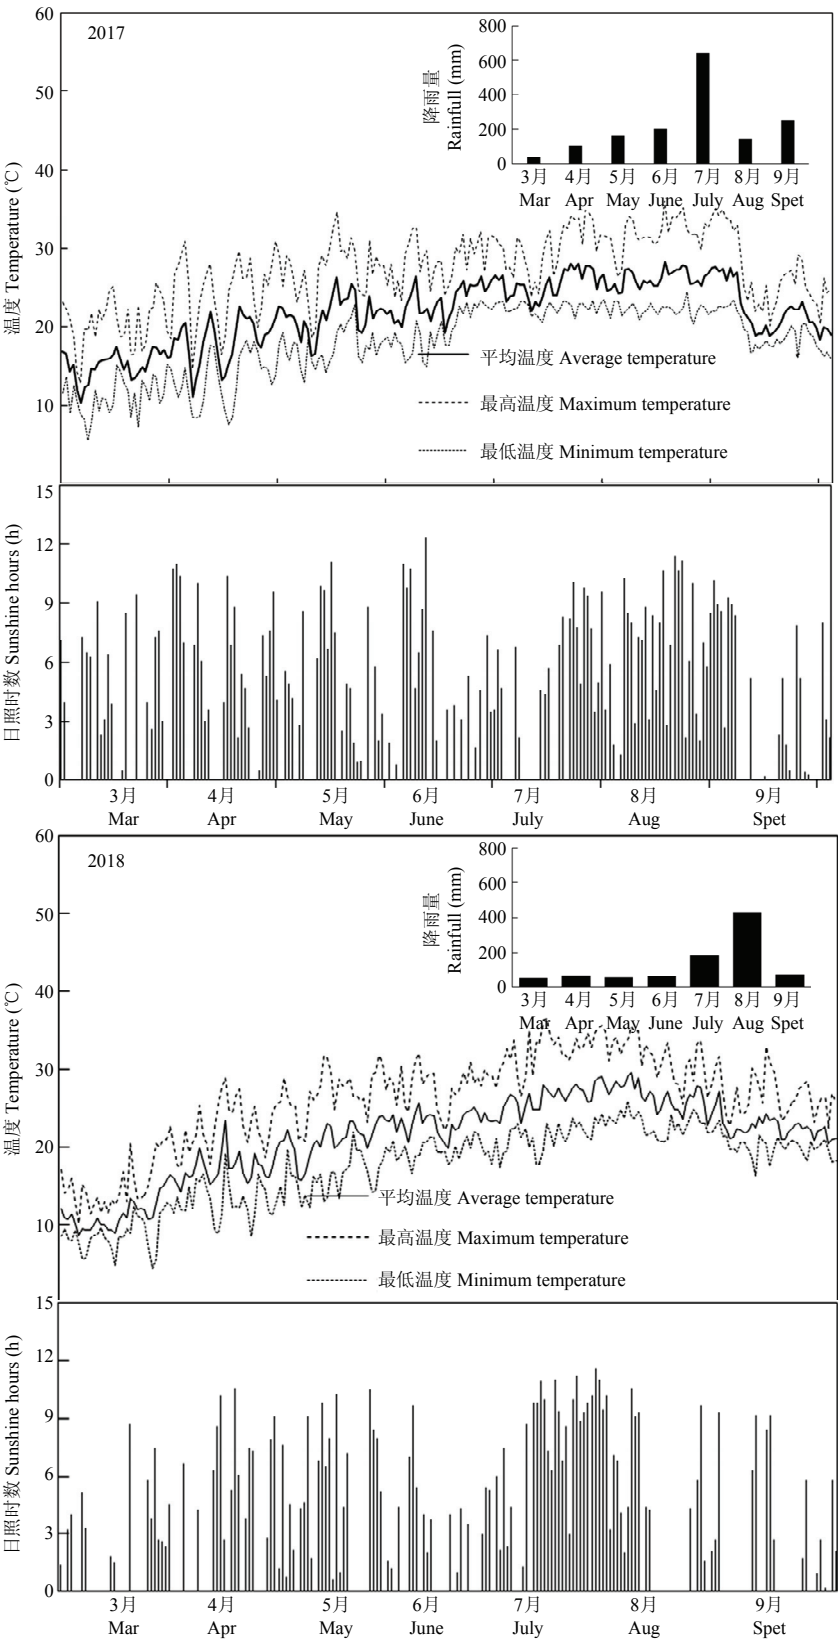 60
50
40
30
20
10
温度 Temperature (℃)
2017
降雨量
Rainfull (mm)
800
600
400
200
0
3月 4月 5月 6月 7月 8月 9月
Mar Apr May June July Aug Spet
平均温度 Average temperature
最高温度 Maximum temperature
最低温度 Minimum temperature
15
12
9
6
3
0
日照时数 Sunshine hours (h)
3月 4月 5月 6月 7月 8月 9月
Mar Apr May June July Aug Spet
60
50
40
30
20
10
温度 Temperature (℃)
2018
降雨量
Rainfull (mm)
800
600
400
200
0
3月 4月 5月 6月 7月 8月 9月
Mar Apr May June July Aug Spet
平均温度 Average temperature
最高温度 Maximum temperature
最低温度 Minimum temperature
15
12
9
6
3
0
日照时数 Sunshine hours (h)
3月 4月 5月 6月 7月 8月 9月
Mar Apr May June July Aug Spet